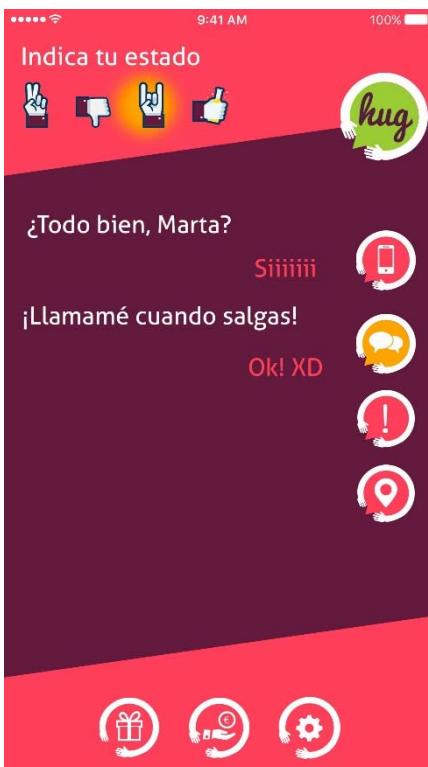 9:41 AM
100%
Indica tu estado
hug
¿Todo bien, Marta?
Siiiiiii
¡Llamamé cuando salgas!
Ok! XD
!
€